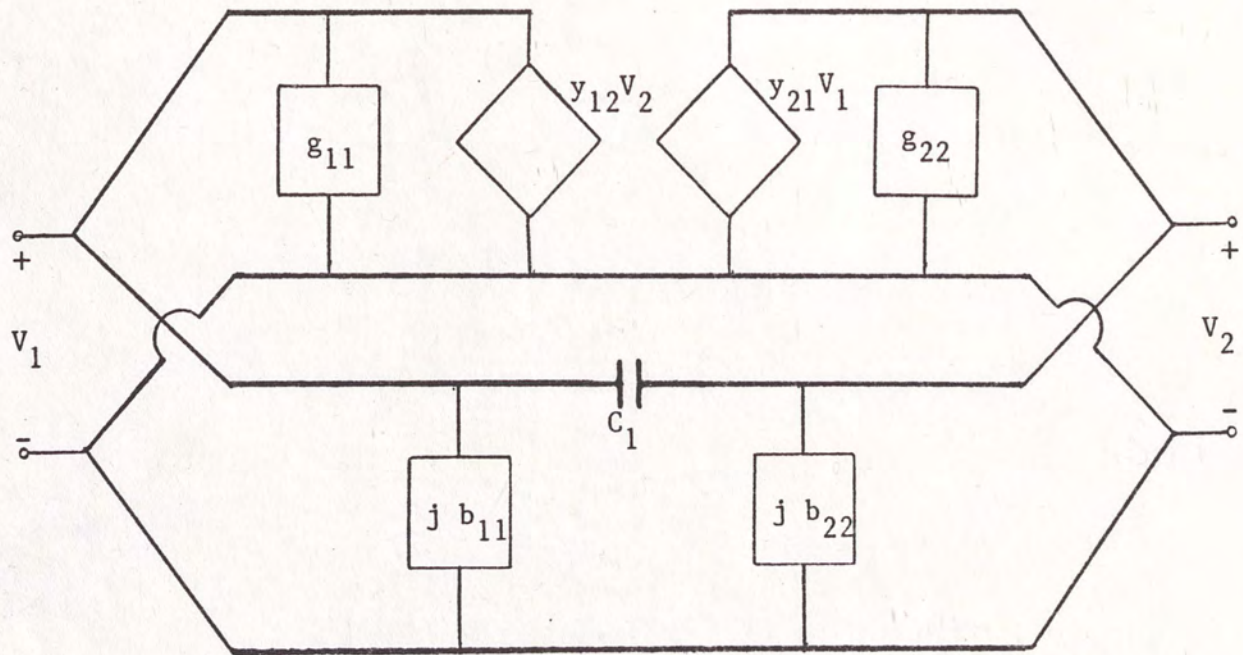 g₁₁
y₁₂V₂
y₂₁V₁
g₂₂
+
+
V₁
V₂
C₁
-
-
j b₁₁
j b₂₂